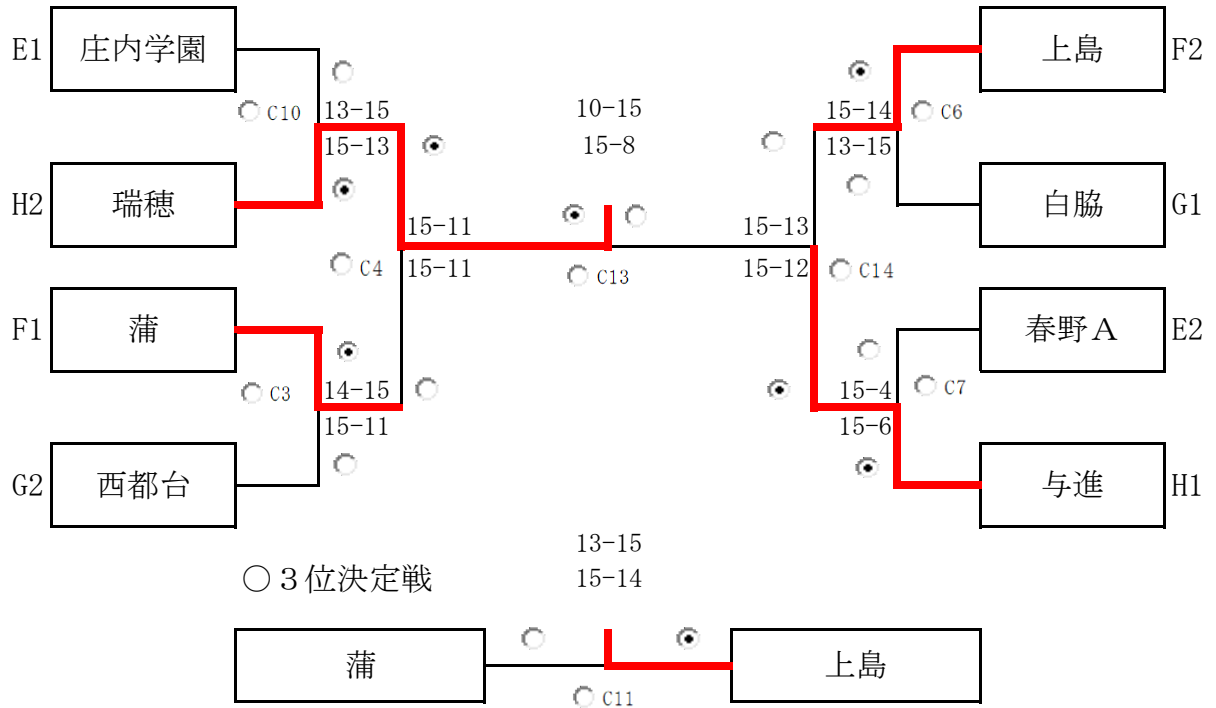 E1 庄内学園
C10
13-15
15-13
H2 瑞穂
C4
15-11
15-11
F1 蒲
C3
14-15
15-11
G2 西都台
10-15
15-8
C13
上島 F2
15-14
C6
13-15
白脇 G1
15-13
15-12
C14
春野A E2
15-4
C7
15-6
与進 H1
13-15
15-14
○３位決定戦
蒲
C11
上島